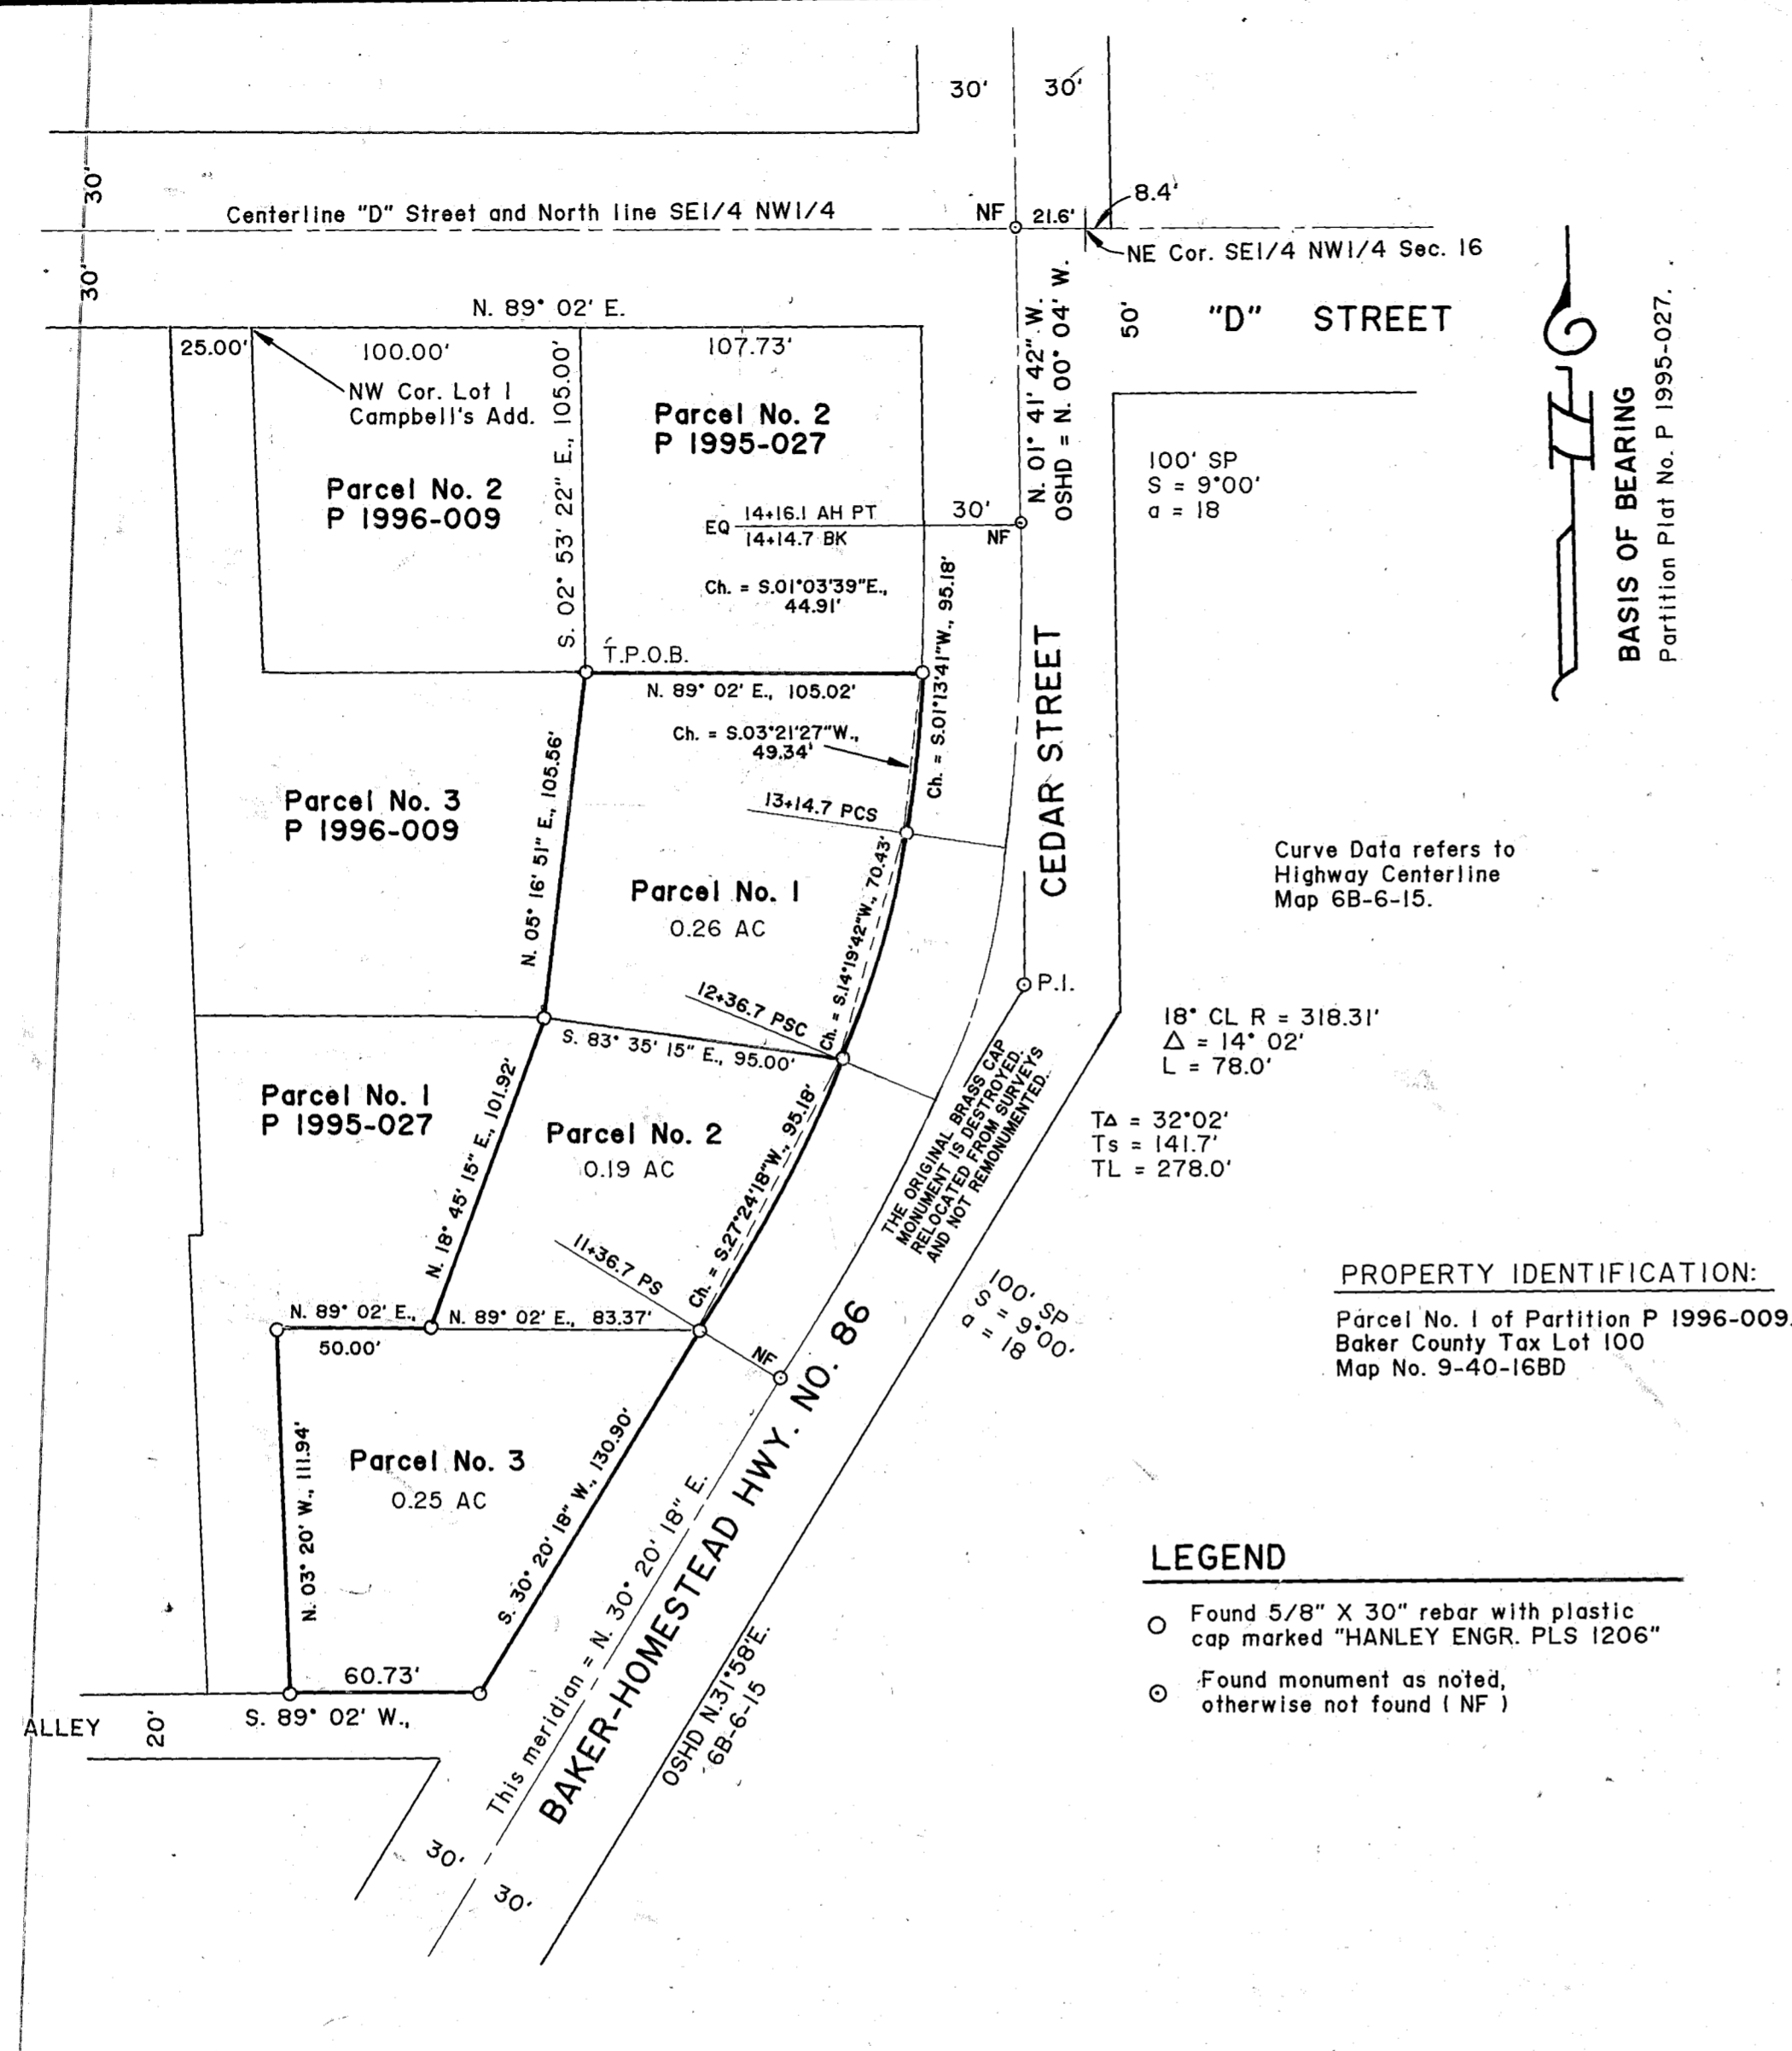 30'
30'
30'
30'
Centerline "D" Street and North line SE1/4 NW1/4
NF
21.6'
8.4'
NE Cor. SE1/4 NW1/4 Sec. 16
N. 89° 02' E.
50'
"D" STREET
25.00'
100.00'
107.73'
NW Cor. Lot 1
Campbell's Add.
S. 02° 53' 22" E., 105.00'
Parcel No. 2
P 1995-027
Parcel No. 2
P 1996-009
N. 01° 41' 42" W.
OSHD = N. 00° 04' W.
100' SP
S = 9°00'
a = 18
BASIS OF BEARING
Partition Plat No. P 1995-027.
EQ
14+16.1 AH PT
14+14.7 BK
30'
NF
Ch. = S.01°03'39"E.,
44.91'
Ch. = S.01°13'41"W., 95.18'
T.P.O.B.
N. 89° 02' E., 105.02'
Ch. = S.03°21'27"W.,
49.34'
CEDAR STREET
N. 05° 16' 51" E., 105.56'
Parcel No. 3
P 1996-009
13+14.7 PCS
Ch. = S.14°19'42"W., 70.43'
Curve Data refers to
Highway Centerline
Map 6B-6-15.
Parcel No. 1
0.26 AC
12+36.7 PSC
P.I.
S. 83° 35' 15" E., 95.00'
18° CL R = 318.31'
Δ = 14° 02'
L = 78.0'
THE ORIGINAL BRASS CAP
MONUMENT IS DESTROYED.
RELOCATED FROM SURVEYS
AND NOT REMONUMENTED.
Parcel No. 1
P 1995-027
N. 18° 45' 15" E., 101.92'
Parcel No. 2
0.19 AC
Ch. = S.27°24'18"W., 95.18'
TΔ = 32°02'
Ts = 141.7'
TL = 278.0'
11+36.7 PS
100' SP
S = 9°00'
a = 18
PROPERTY IDENTIFICATION:
Parcel No. 1 of Partition P 1996-009.
Baker County Tax Lot 100
Map No. 9-40-16BD
N. 89° 02' E.,
50.00'
N. 89° 02' E., 83.37'
NF
N. 03° 20' W., 111.94'
Parcel No. 3
0.25 AC
S. 30° 20' 18" W., 130.90'
This meridian = N. 30° 20' 18" E.
BAKER-HOMESTEAD HWY. NO. 86
OSHD N.31°58'E.
6B-6-15
LEGEND
Found 5/8" X 30" rebar with plastic
cap marked "HANLEY ENGR. PLS 1206"
Found monument as noted,
otherwise not found ( NF )
60.73'
S. 89° 02' W.,
ALLEY
20'
30'
30'